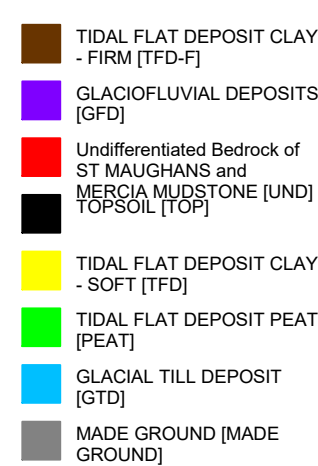 TIDAL FLAT DEPOSIT CLAY
- FIRM [TFD-F]
GLACIOFLUVIAL DEPOSITS
[GFD]
Undifferentiated Bedrock of
ST MAUGHANS and
MERCIA MUDSTONE [UND]
TOPSOIL [TOP]
TIDAL FLAT DEPOSIT CLAY
- SOFT [TFD]
TIDAL FLAT DEPOSIT PEAT
[PEAT]
GLACIAL TILL DEPOSIT
[GTD]
MADE GROUND [MADE
GROUND]